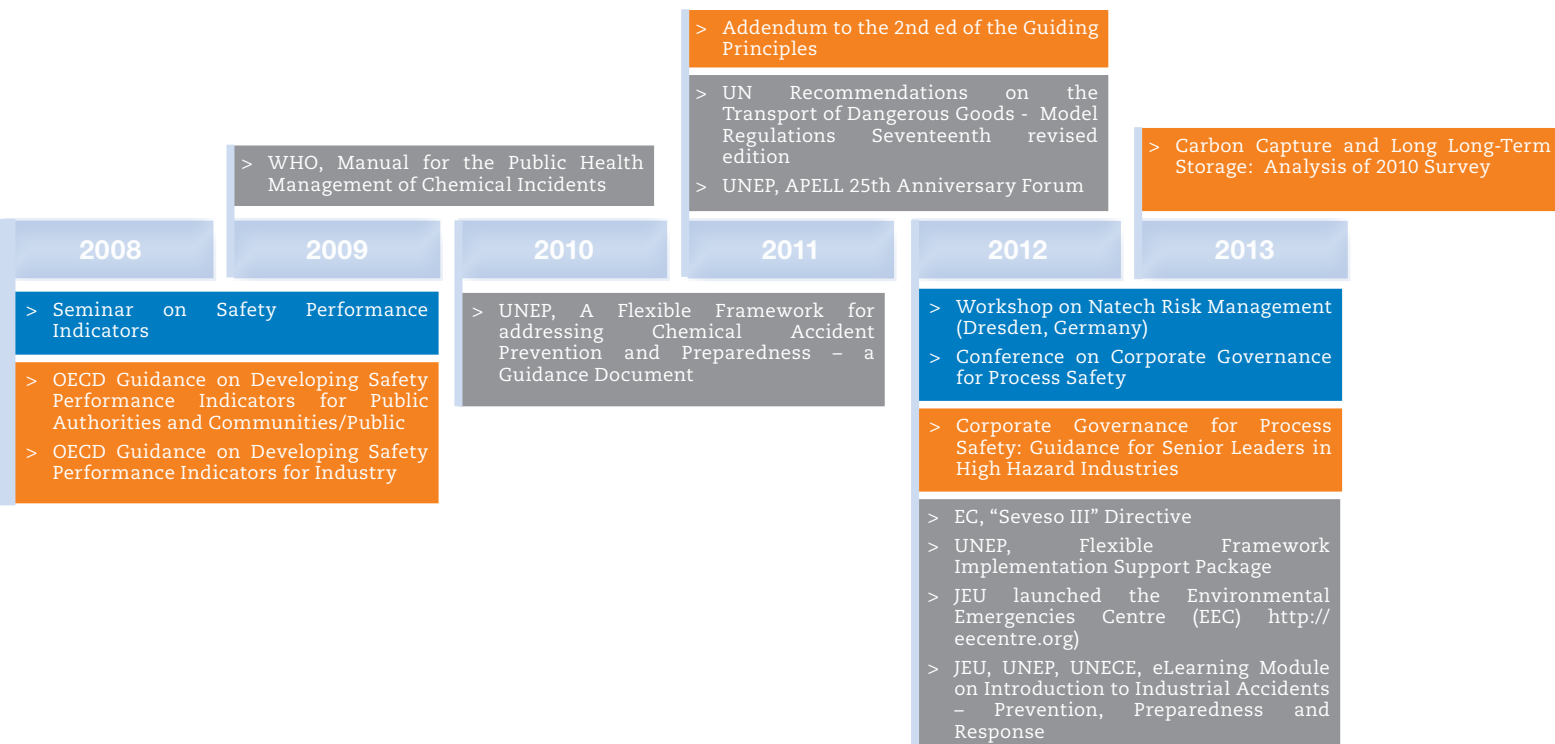 > Addendum to the 2nd ed of the Guiding
Principles
> UN Recommendations on the
Transport of Dangerous Goods - Model
Regulations Seventeenth revised
edition
> UNEP, APELL 25th Anniversary Forum
> WHO, Manual for the Public Health
Management of Chemical Incidents
> Carbon Capture and Long Long-Term
Storage: Analysis of 2010 Survey
2008
2009
2010
2011
2012
2013
> Seminar on Safety Performance
Indicators
> OECD Guidance on Developing Safety
Performance Indicators for Public
Authorities and Communities/Public
> OECD Guidance on Developing Safety
Performance Indicators for Industry
> UNEP, A Flexible Framework for
addressing Chemical Accident
Prevention and Preparedness – a
Guidance Document
> Workshop on Natech Risk Management
(Dresden, Germany)
> Conference on Corporate Governance
for Process Safety
> Corporate Governance for Process
Safety: Guidance for Senior Leaders in
High Hazard Industries
> EC, “Seveso III” Directive
> UNEP, Flexible Framework
Implementation Support Package
> JEU launched the Environmental
Emergencies Centre (EEC) http://
eecentre.org)
> JEU, UNEP, UNECE, eLearning Module
on Introduction to Industrial Accidents
– Prevention, Preparedness and
Response